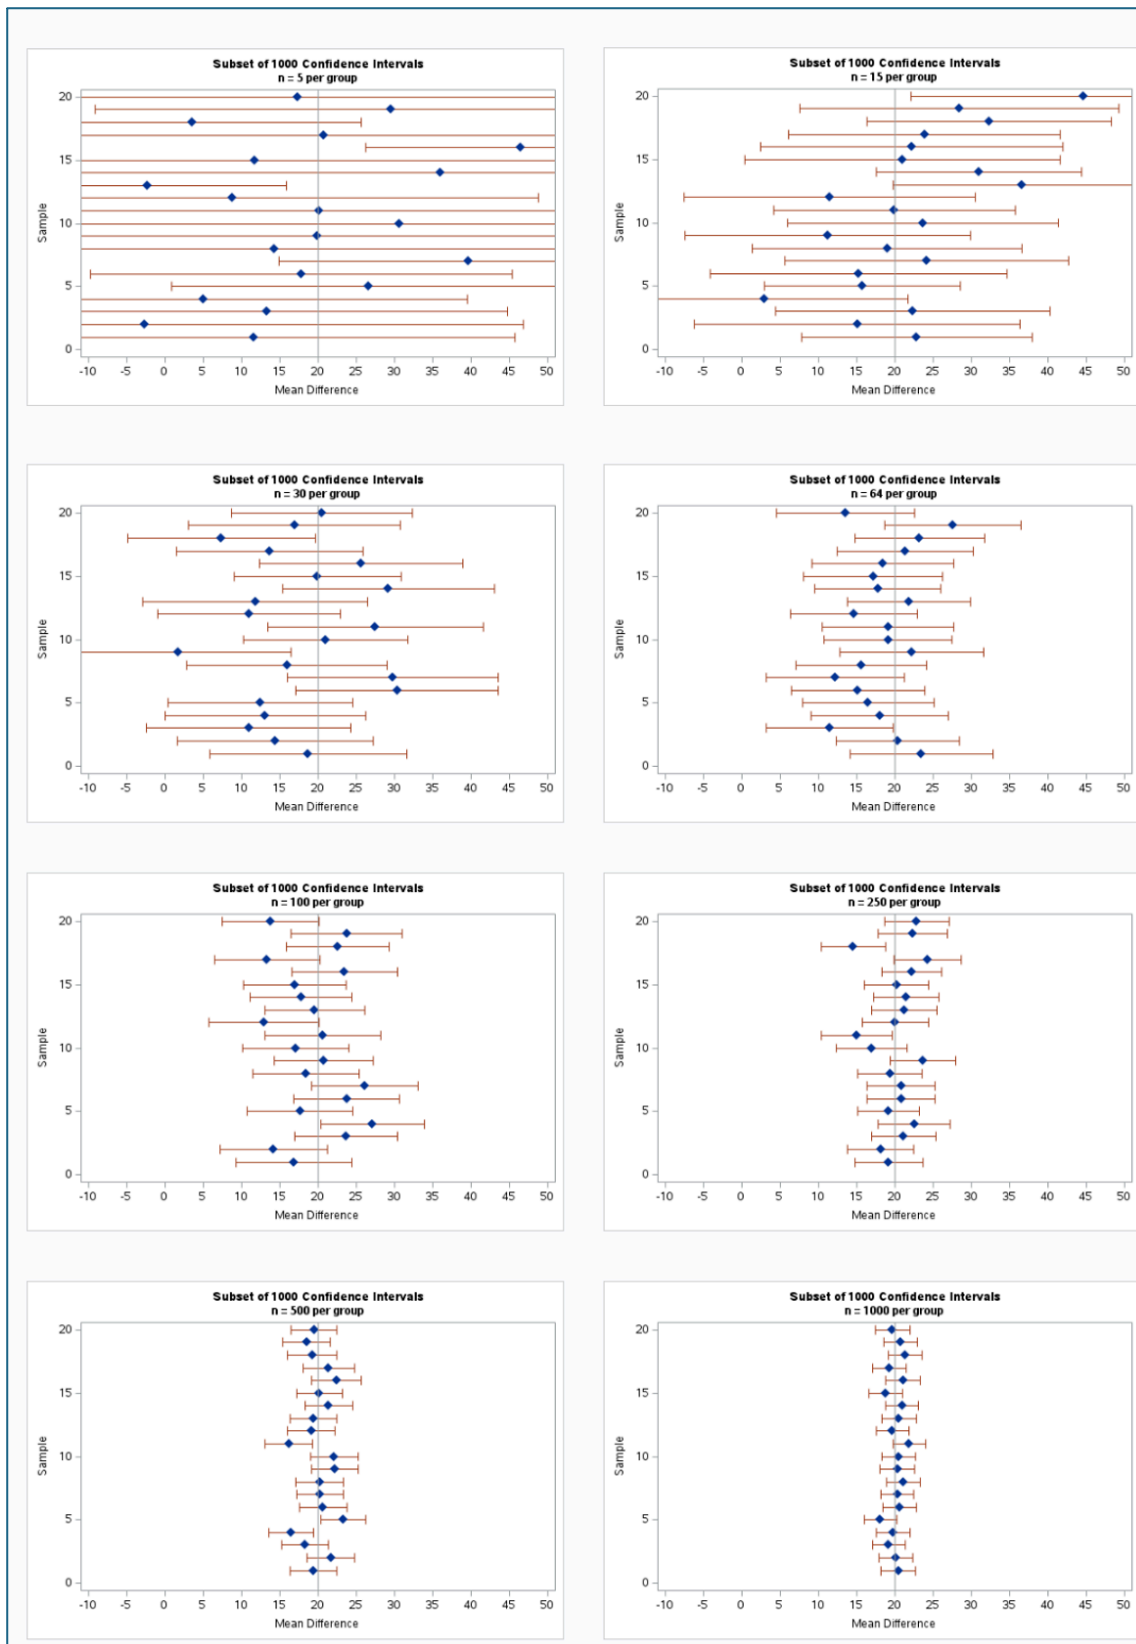 Subset of 1000 Confidence Intervals
n = 5 per group
20
15
10
5
0
Sample
-10 -5 0 5 10 15 20 25 30 35 40 45 50
Mean Difference
Subset of 1000 Confidence Intervals
n = 15 per group
20
15
10
5
0
Sample
-10 -5 0 5 10 15 20 25 30 35 40 45 50
Mean Difference
Subset of 1000 Confidence Intervals
n = 30 per group
20
15
10
5
0
Sample
-10 -5 0 5 10 15 20 25 30 35 40 45 50
Mean Difference
Subset of 1000 Confidence Intervals
n = 64 per group
20
15
10
5
0
Sample
-10 -5 0 5 10 15 20 25 30 35 40 45 50
Mean Difference
Subset of 1000 Confidence Intervals
n = 100 per group
20
15
10
5
0
Sample
-10 -5 0 5 10 15 20 25 30 35 40 45 50
Mean Difference
Subset of 1000 Confidence Intervals
n = 250 per group
20
15
10
5
0
Sample
-10 -5 0 5 10 15 20 25 30 35 40 45 50
Mean Difference
Subset of 1000 Confidence Intervals
n = 500 per group
20
15
10
5
0
Sample
-10 -5 0 5 10 15 20 25 30 35 40 45 50
Mean Difference
Subset of 1000 Confidence Intervals
n = 1000 per group
20
15
10
5
0
Sample
-10 -5 0 5 10 15 20 25 30 35 40 45 50
Mean Difference